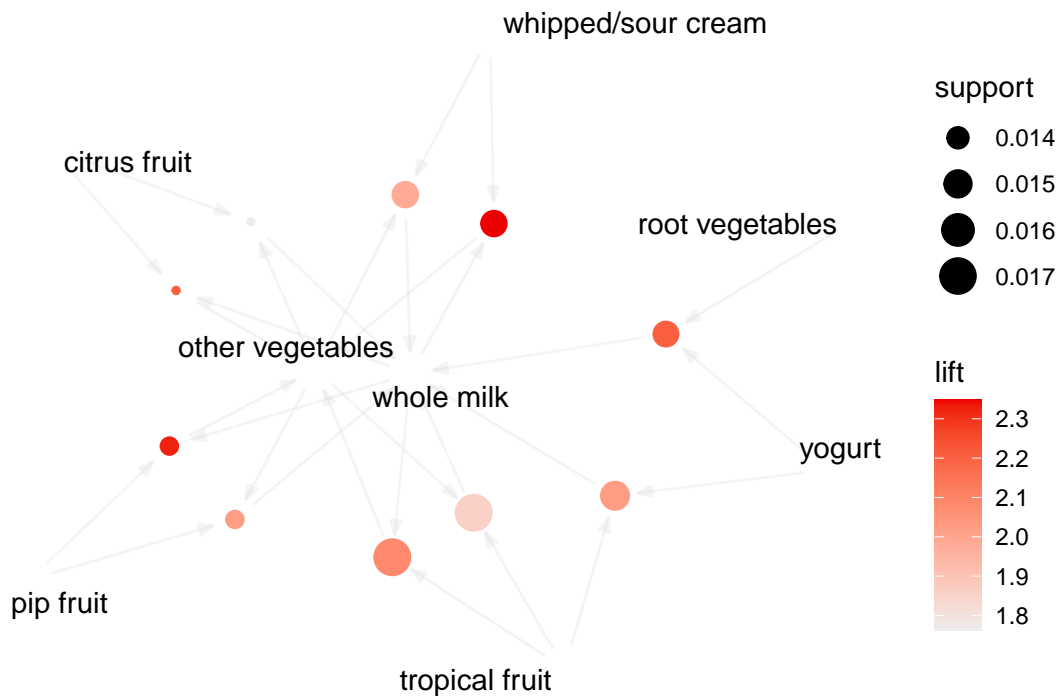 whipped/sour cream
support
0.014
citrus fruit
0.015
root vegetables
0.016
0.017
other vegetables
lift
whole milk
2.3
yogurt
2.2
2.1
2.0
1.9
pip fruit
1.8
tropical fruit